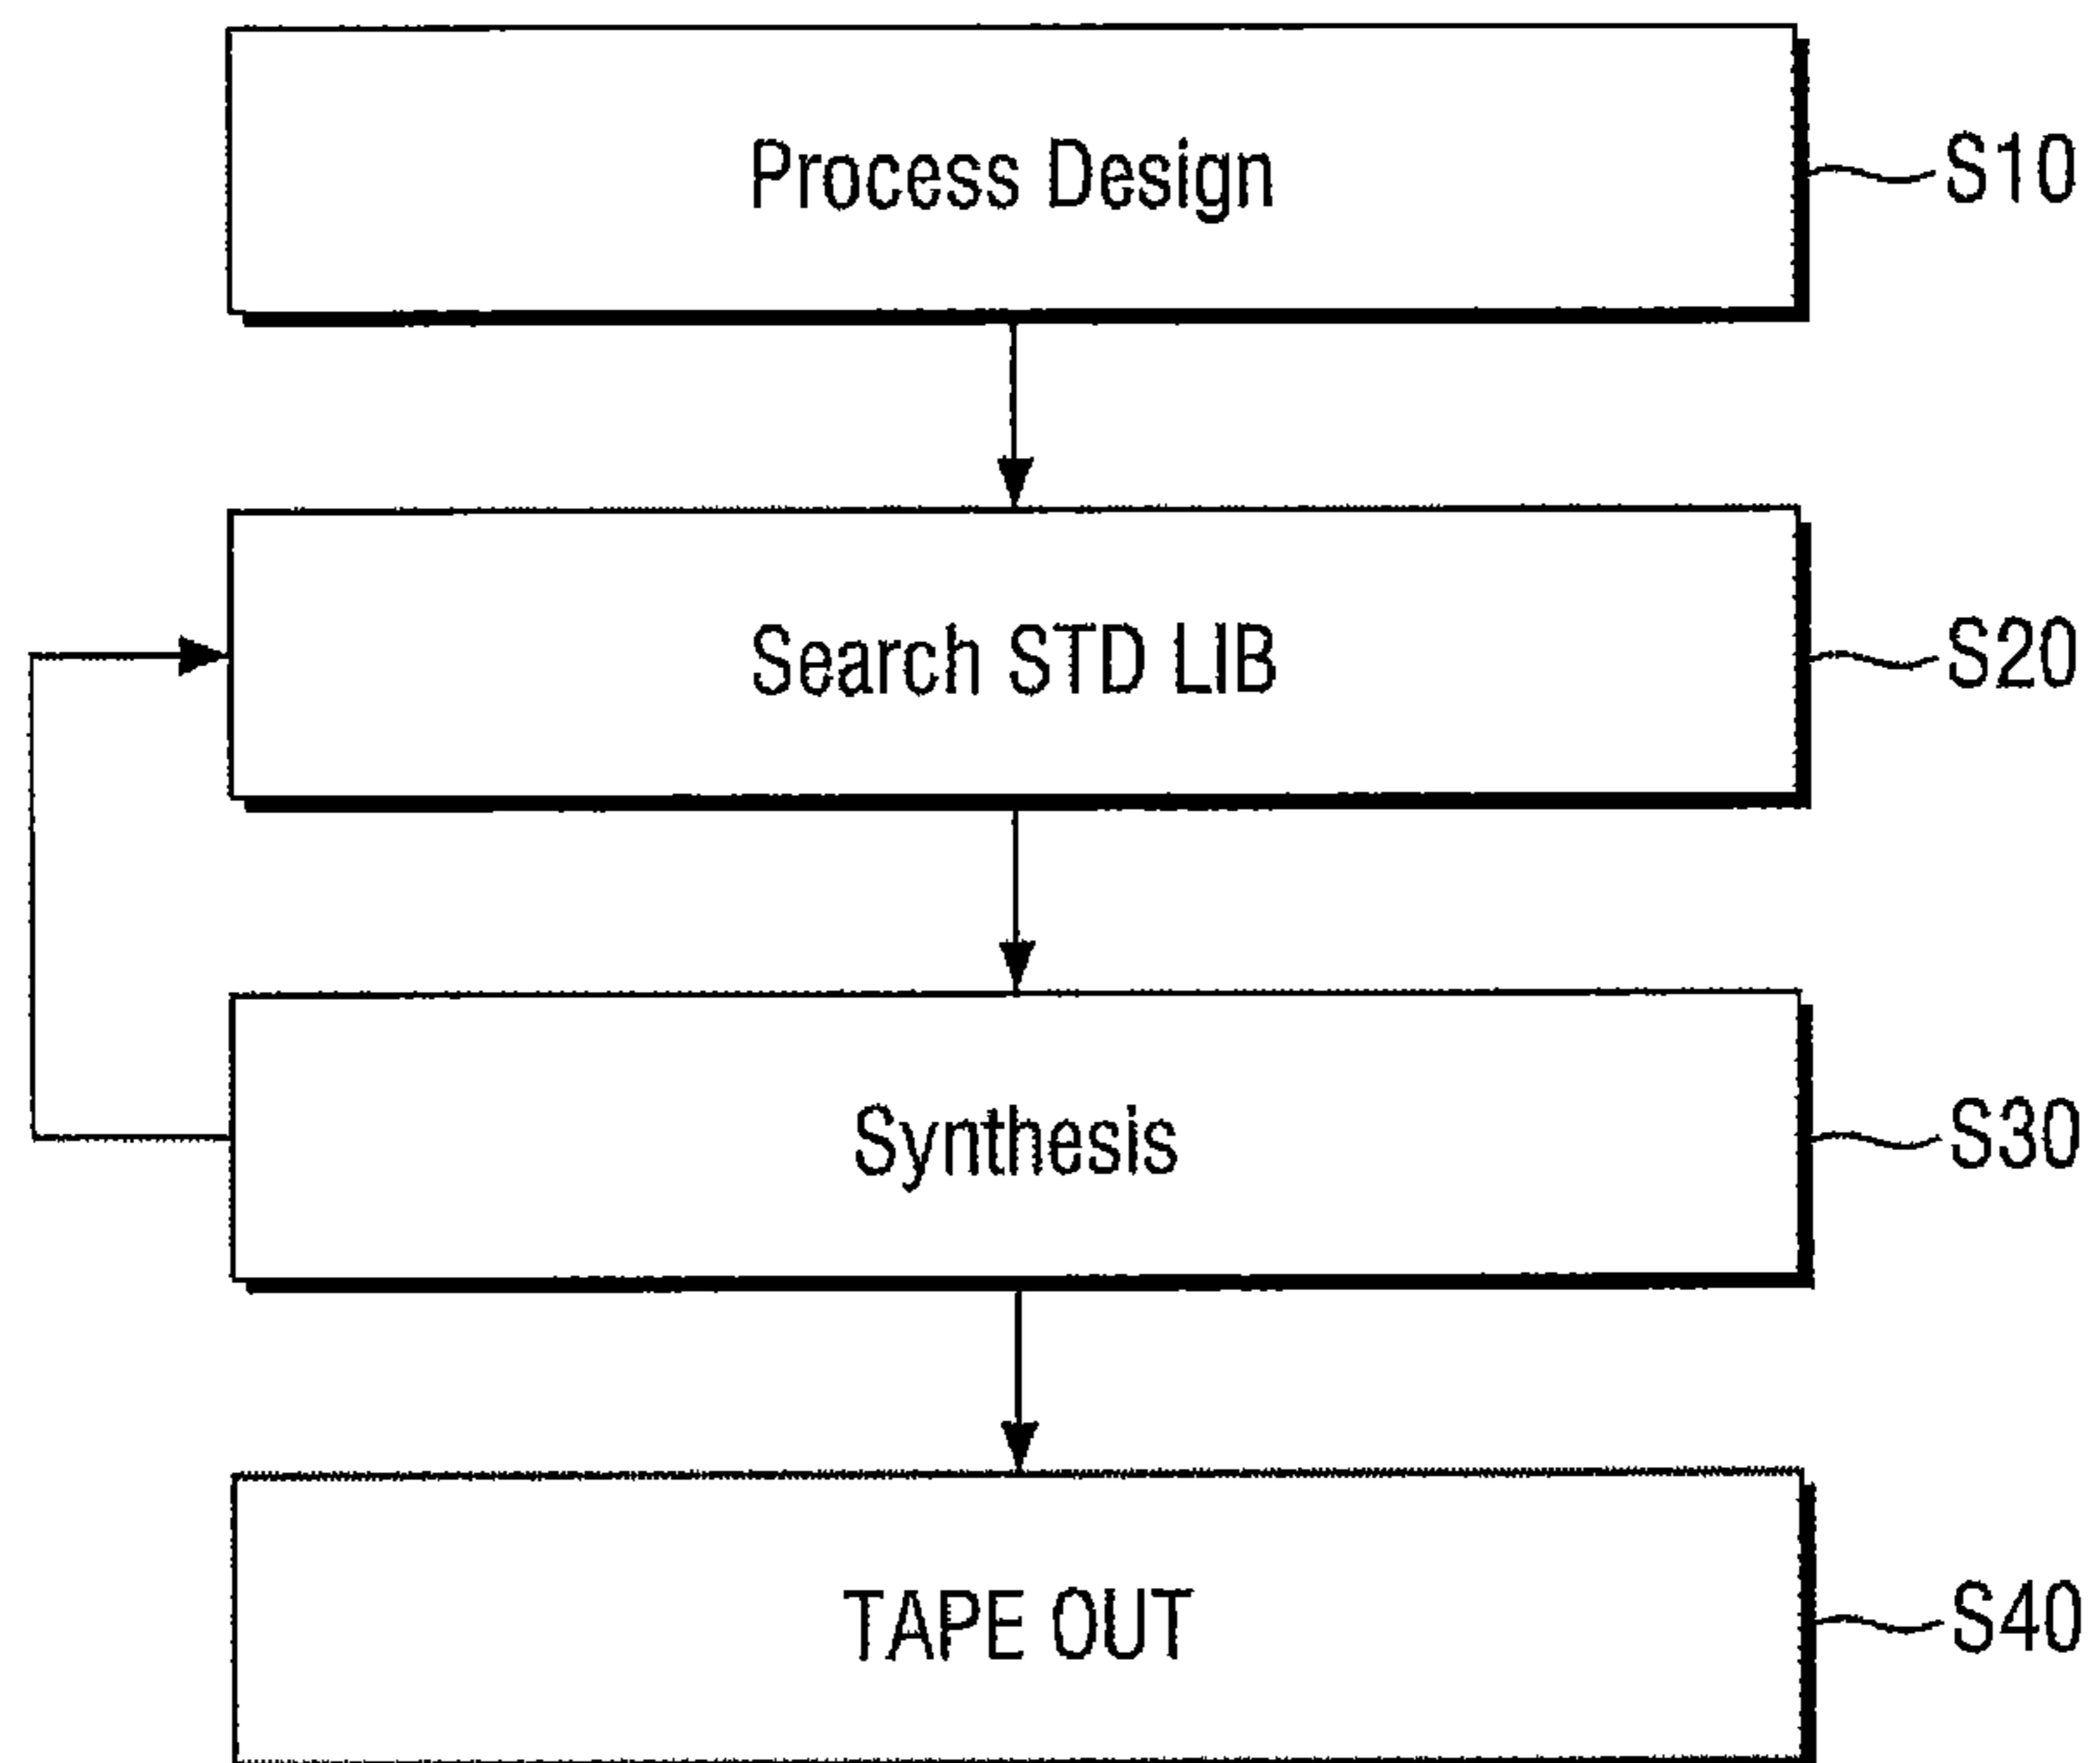 Process Design
S10
Search STD LIB
S20
Synthesis
S30
TAPE OUT
S40